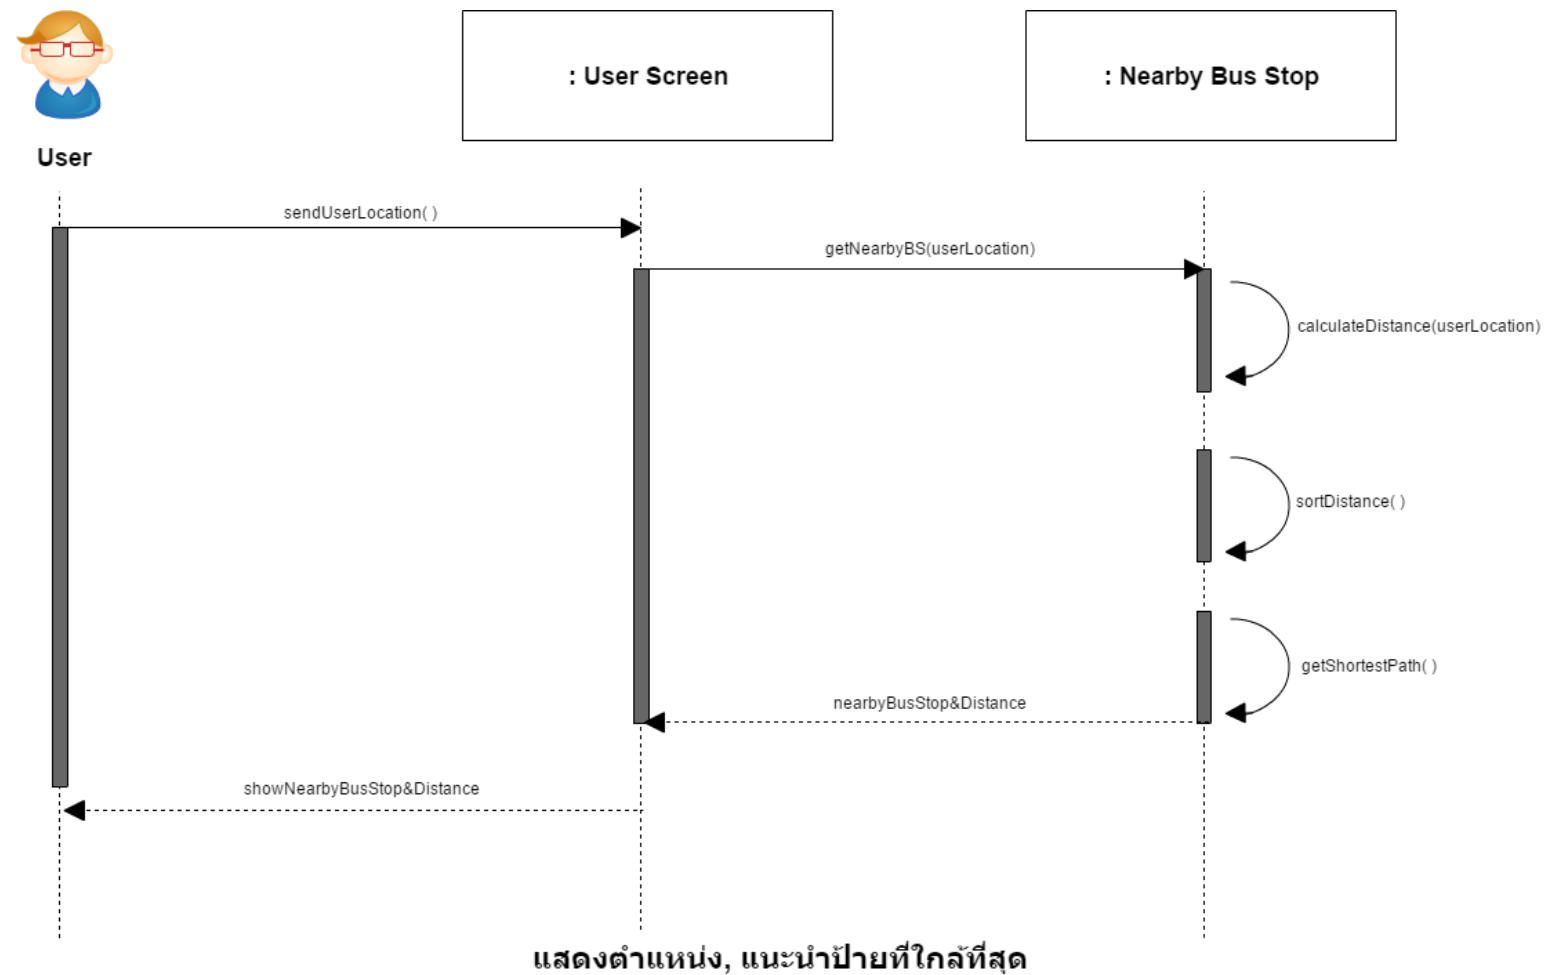 : User Screen
: Nearby Bus Stop
User
sendUserLocation( )
getNearbyBS(userLocation)
calculateDistance(userLocation)
sortDistance( )
getShortestPath( )
nearbyBusStop&Distance
showNearbyBusStop&Distance
แสดงตำแหน่ง, แนะนำป้ายที่ใกล้ที่สุด